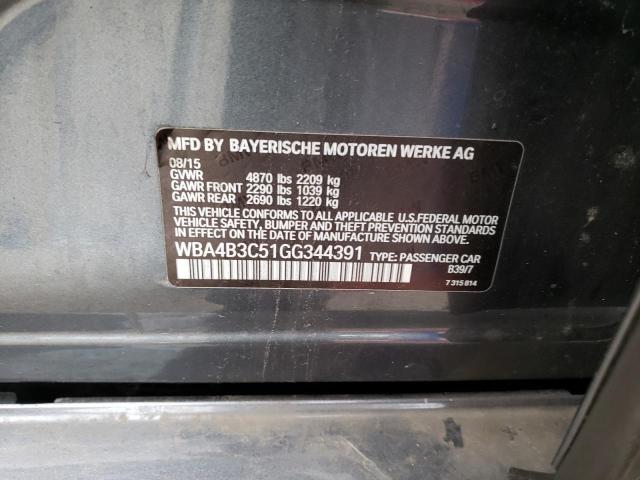 MFD BY BAYERISCHE MOTOREN WERKE AG
08/15
GVWR 4870 lbs 2209 kg
GAWR FRONT 2290 lbs 1039 kg
GAWR REAR 2690 lbs 1220 kg
THIS VEHICLE CONFORMS TO ALL APPLICABLE U.S.FEDERAL MOTOR
VEHICLE SAFETY, BUMPER, AND THEFT PREVENTION STANDARDS
IN EFFECT ON THE DATE OF MANUFACTURE SHOWN ABOVE.
WBA4B3C51GG344391 TYPE: PASSENGER CAR
B39/7
7 315 814